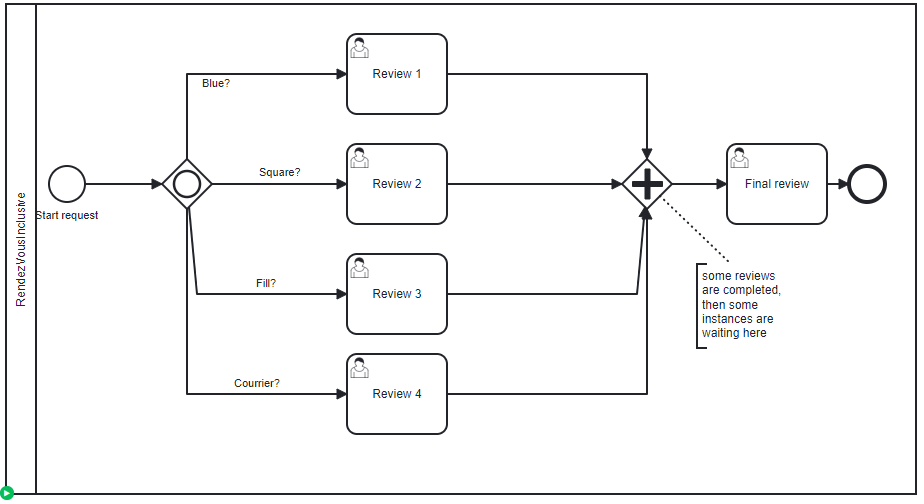 RendezVousInclusive
Start request
Blue?
Review 1
Square?
Review 2
Fill?
Review 3
Courrier?
Review 4
Final review
some reviews
are completed,
then some
instances are
waiting here